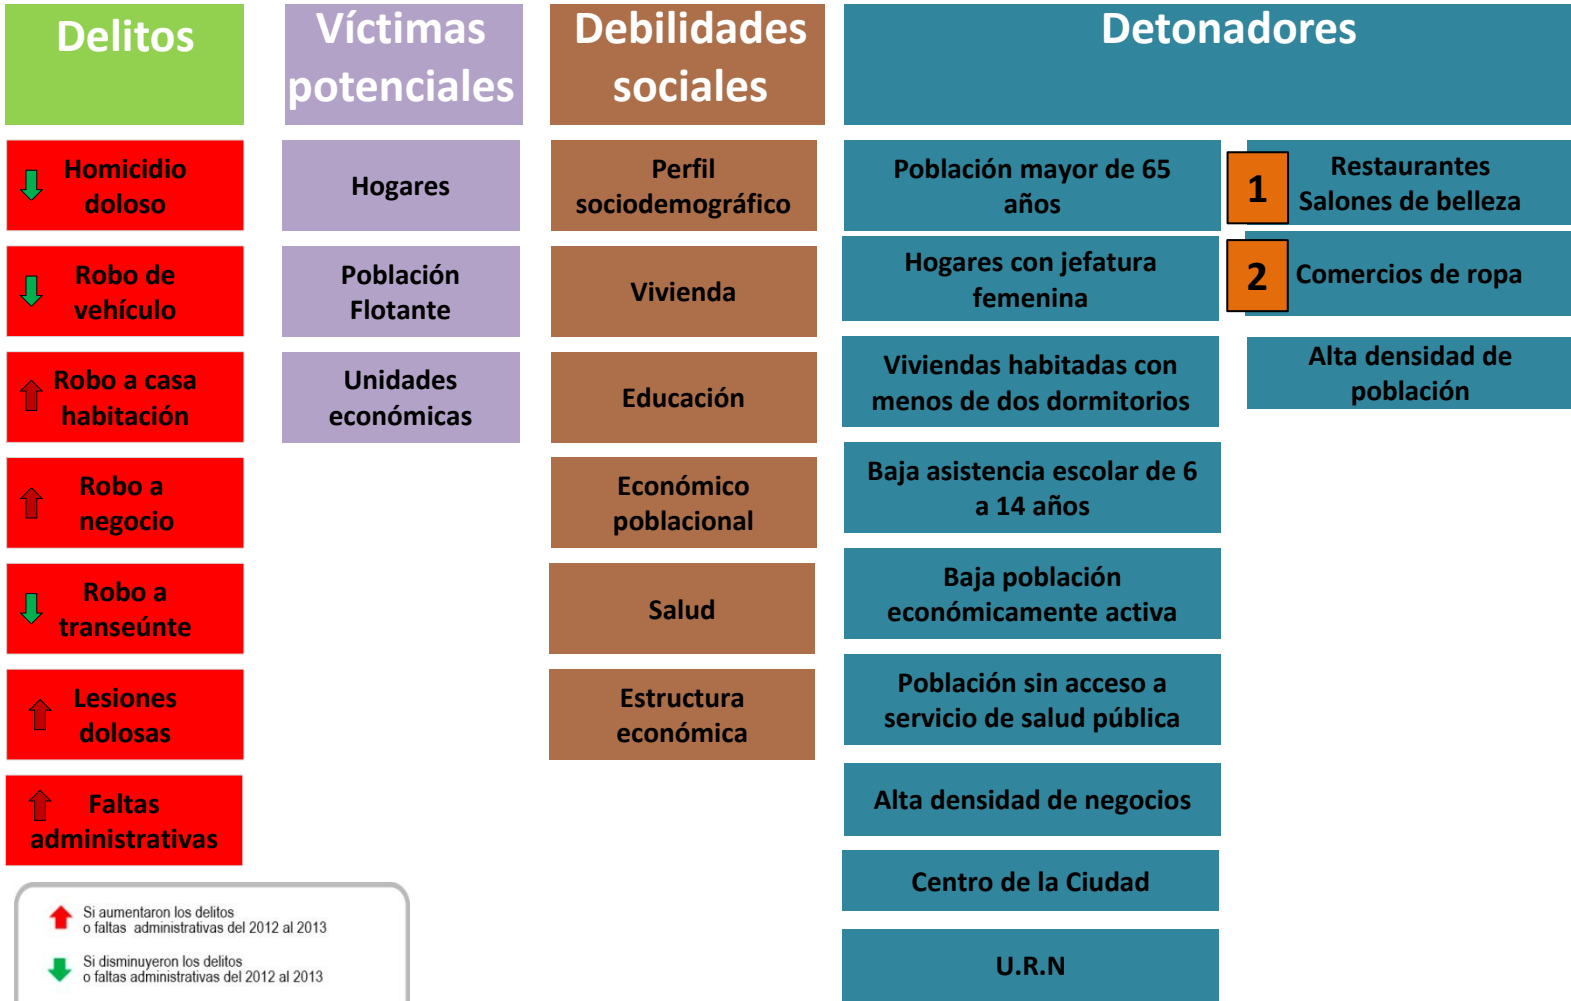 Delitos
Víctimas
potenciales
Debilidades
sociales
Detonadores
Homicidio
doloso
Robo de
vehículo
Robo a casa
habitación
Robo a
negocio
Robo a
transeúnte
Lesiones
dolosas
Faltas
administrativas
Hogares
Población
Flotante
Unidades
económicas
Perfil
sociodemográfico
Vivienda
Educación
Económico
poblacional
Salud
Estructura
económica
Población mayor de 65
años
Hogares con jefatura
femenina
Viviendas habitadas con
menos de dos dormitorios
Baja asistencia escolar de 6
a 14 años
Baja población
económicamente activa
Población sin acceso a
servicio de salud pública
Alta densidad de negocios
Centro de la Ciudad
U.R.N
1
Restaurantes
Salones de belleza
2
Comercios de ropa
Alta densidad de
población
Si aumentaron los delitos
o faltas administrativas del 2012 al 2013
Si disminuyeron los delitos
o faltas administrativas del 2012 al 2013